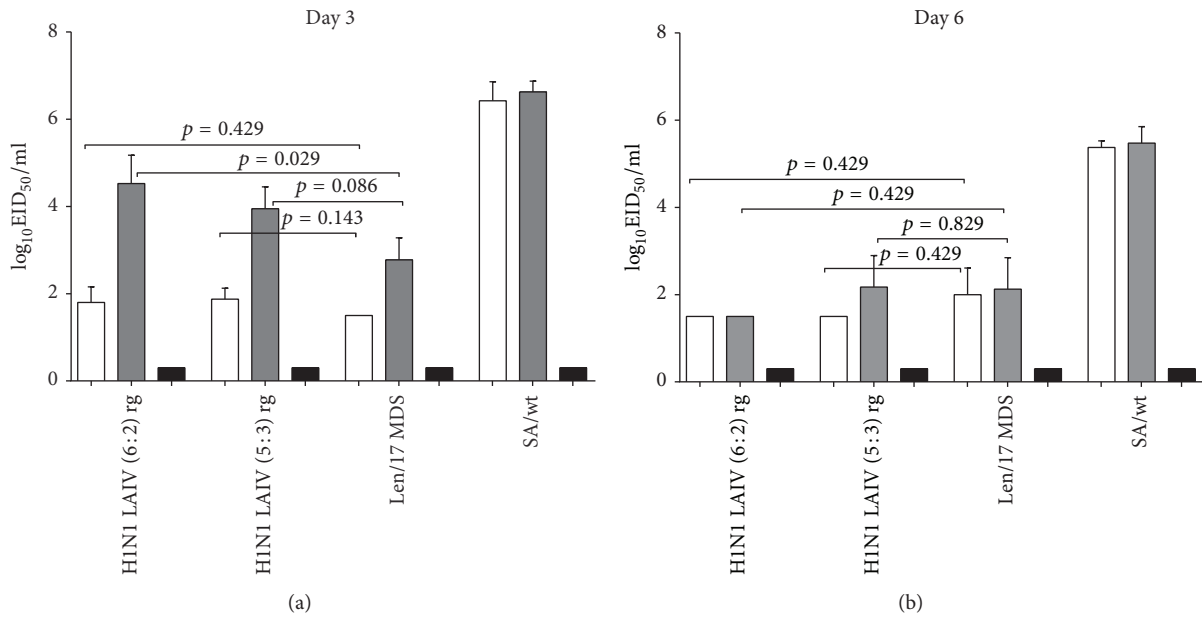 Day 3
8
6
4
2
0
log₁₀EID₅₀/ml
p = 0.429
p = 0.029
p = 0.086
p = 0.143
H1N1 LAIV (6:2) rg
H1N1 LAIV (5:3) rg
Len/17 MDS
SA/wt
(a)
Day 6
8
6
4
2
0
log₁₀EID₅₀/ml
p = 0.429
p = 0.429
p = 0.829
p = 0.429
H1N1 LAIV (6:2) rg
H1N1 LAIV (5:3) rg
Len/17 MDS
SA/wt
(b)